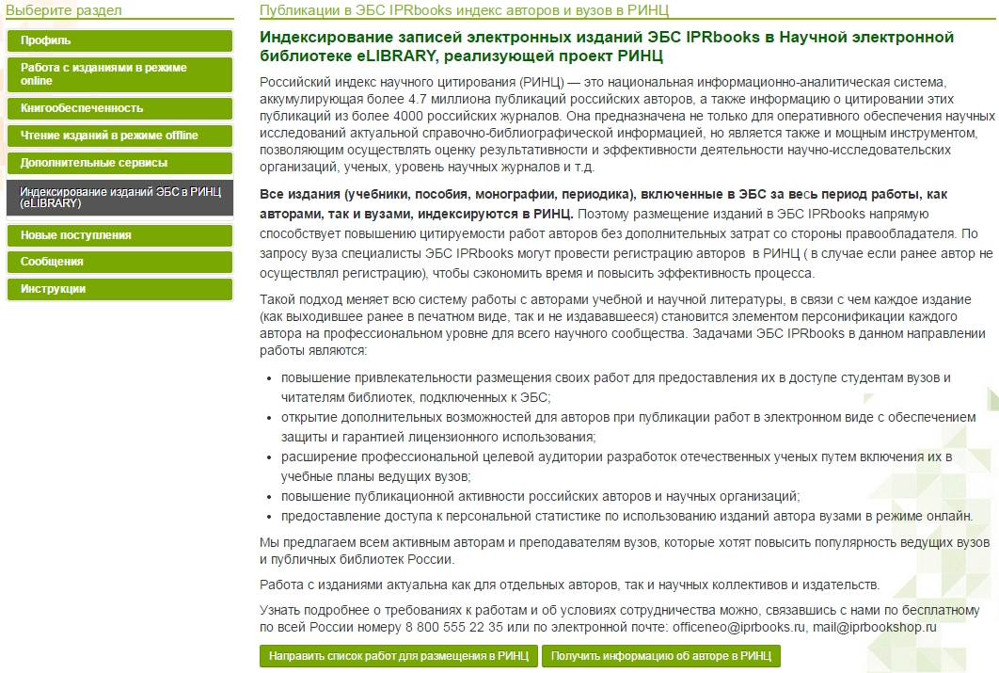 Выберите раздел
Профиль
Работа с изданиями в режиме
online
Книгообеспеченность
Чтение изданий в режиме offline
Дополнительные сервисы
Индексирование изданий ЭБС в РИНЦ
(eLIBRARY)
Новые поступления
Сообщения
Инструкции
Публикации в ЭБС IPRbooks индекс авторов и вузов в РИНЦ
Индексирование записей электронных изданий ЭБС IPRbooks в Научной электронной
библиотеке eLIBRARY, реализующей проект РИНЦ
Российский индекс научного цитирования (РИНЦ) — это национальная информационно-аналитическая система,
аккумулирующая более 4.7 миллиона публикаций российских авторов, а также информацию о цитировании этих
публикаций из более 4000 российских журналов. Она предназначена не только для оперативного обеспечения научных
исследований актуальной справочно-библиографической информацией, но является также и мощным инструментом,
позволяющим осуществлять оценку результативности и эффективности деятельности научно-исследовательских
организаций, ученых, уровень научных журналов и т.д.
Все издания (учебники, пособия, монографии, периодика), включенные в ЭБС за весь период работы, как
авторами, так и вузами, индексируются в РИНЦ. Поэтому размещение изданий в ЭБС IPRbooks напрямую
способствует повышению цитируемости работ авторов без дополнительных затрат со стороны правообладателя. По
запросу вуза специалисты ЭБС IPRbooks могут провести регистрацию авторов в РИНЦ ( в случае если ранее автор не
осуществлял регистрацию), чтобы сэкономить время и повысить эффективность процесса.
Такой подход меняет всю систему работы с авторами учебной и научной литературы, в связи с чем каждое издание
(как выходившее ранее в печатном виде, так и не издававшееся) становится элементом персонификации каждого
автора на профессиональном уровне для всего научного сообщества. Задачами ЭБС IPRbooks в данном направлении
работы являются:
• повышение привлекательности размещения своих работ для предоставления их в доступе студентам вузов и
читателям библиотек, подключенных к ЭБС;
• открытие дополнительных возможностей для авторов при публикации работ в электронном виде с обеспечением
защиты и гарантией лицензионного использования;
• расширение профессиональной целевой аудитории разработок отечественных ученых путем включения их в
учебные планы ведущих вузов;
• повышение публикационной активности российских авторов и научных организаций;
• предоставление доступа к персональной статистике по использованию изданий автора вузами в режиме онлайн.
Мы предлагаем всем активным авторам и преподавателям вузов, которые хотят повысить популярность ведущих вузов
и публичных библиотек России.
Работа с изданиями актуальна как для отдельных авторов, так и научных коллективов и издательств.
Узнать подробнее о требованиях к работам и об условиях сотрудничества можно, связавшись с нами по бесплатному
по всей России номеру 8 800 555 22 35 или по электронной почте: officeneo@iprbooks.ru, mail@iprbookshop.ru
Направить список работ для размещения в РИНЦ
Получить информацию об авторе в РИНЦ